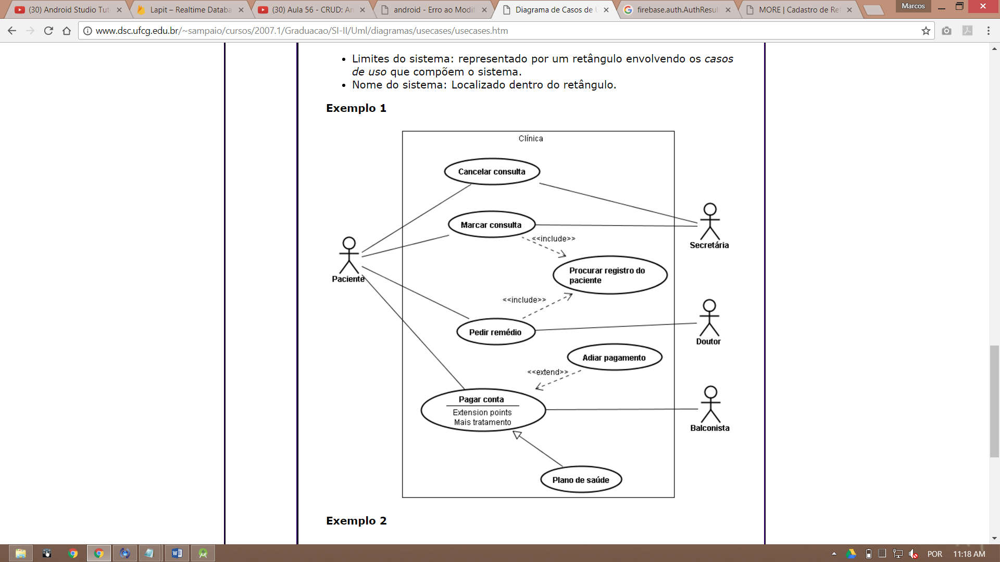 (30) Android Studio Tut
Lapit – Realtime Databa
(30) Aula 56 - CRUD: An
android - Erro ao Modif
Diagrama de Casos de U
firebase.auth.AuthResult
MORE | Cadastro de Ref
Marcos
www.dsc.ufcg.edu.br/~sampaio/cursos/2007.1/Graduacao/SI-II/Uml/diagramas/usecases/usecases.htm
• Limites do sistema: representado por um retângulo envolvendo os casos
de uso que compõem o sistema.
• Nome do sistema: Localizado dentro do retângulo.
Exemplo 1
Clínica
Cancelar consulta
Marcar consulta
<<include>>
Secretária
Procurar registro do
paciente
Paciente
<<include>>
Pedir remédio
Doutor
Adiar pagamento
<<extend>>
Pagar conta
Extension points
Mais tratamento
Balconista
Plano de saúde
Exemplo 2
POR
11:18 AM